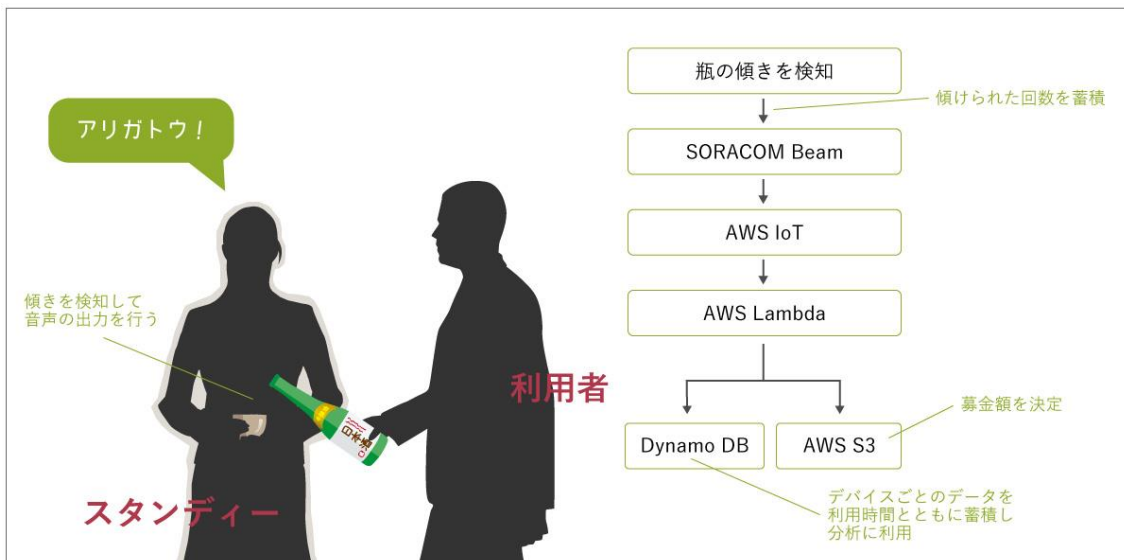 アリガトウ!
傾きを検知して
音声の出力を行う
日本酒
利用者
スタンディー
瓶の傾きを検知
傾けられた回数を蓄積
SORACOM Beam
AWS IoT
AWS Lambda
Dynamo DB
AWS S3
募金額を決定
デバイスごとのデータを
利用時間とともに蓄積し
分析に利用